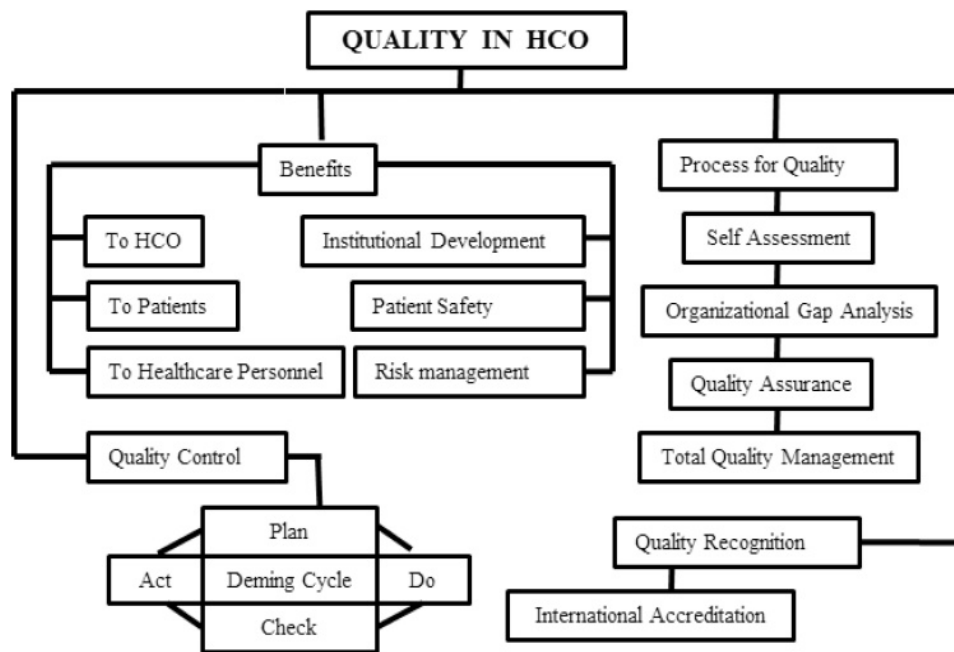 QUALITY IN HCO
Benefits
To HCO
To Patients
To Healthcare Personnel
Institutional Development
Patient Safety
Risk management
Process for Quality
Self Assessment
Organizational Gap Analysis
Quality Assurance
Total Quality Management
Quality Control
Plan
Act
Deming Cycle
Do
Check
Quality Recognition
International Accreditation